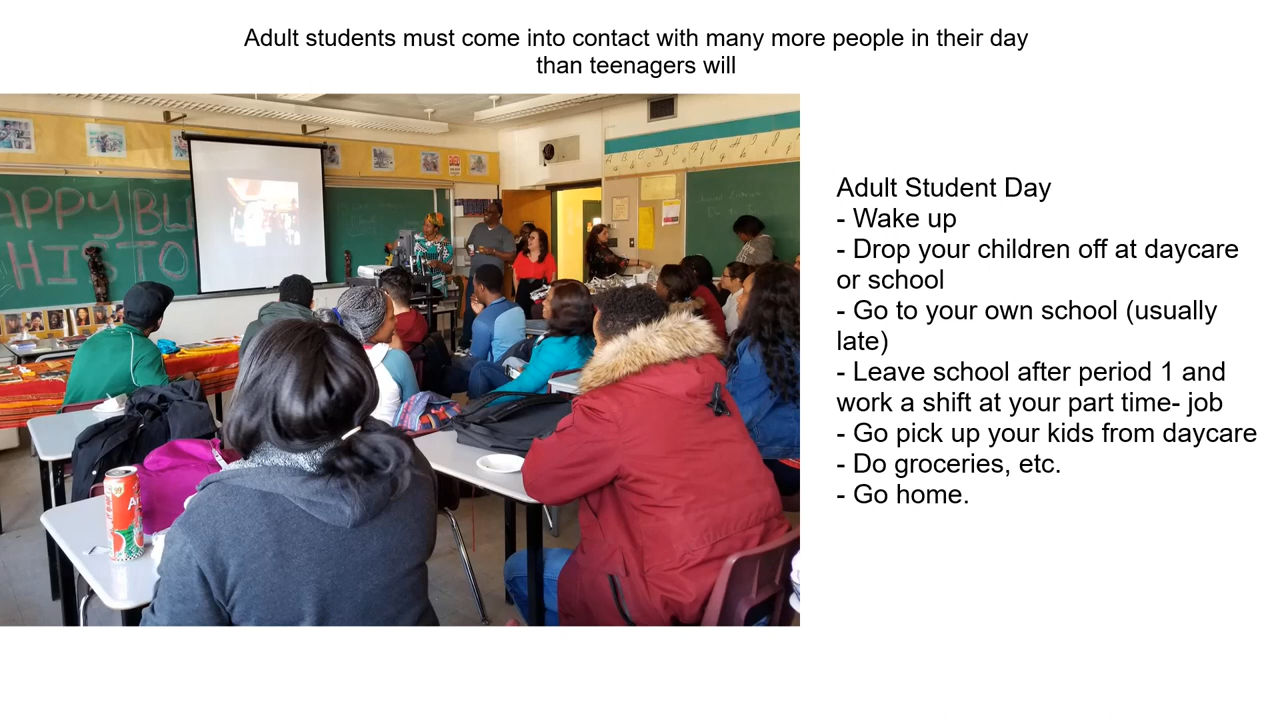 Adult students must come into contact with many more people in their day
than teenagers will
APPY BL
HISTO
Adult Student Day
- Wake up
- Drop your children off at daycare
or school
- Go to your own school (usually
late)
- Leave school after period 1 and
work a shift at your part time- job
- Go pick up your kids from daycare
- Do groceries, etc.
- Go home.